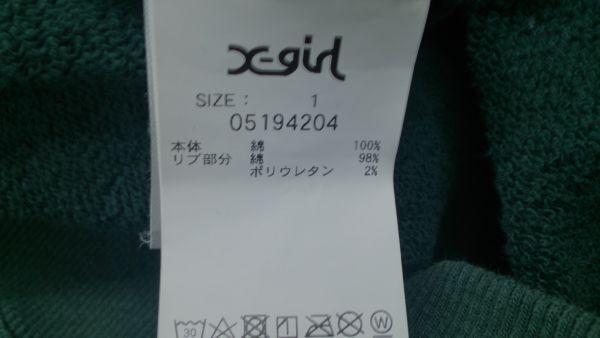 X-girl
SIZE : 1
05194204
本体 綿 100%
リブ部分 綿 98%
ポリウレタン 2%
30
W